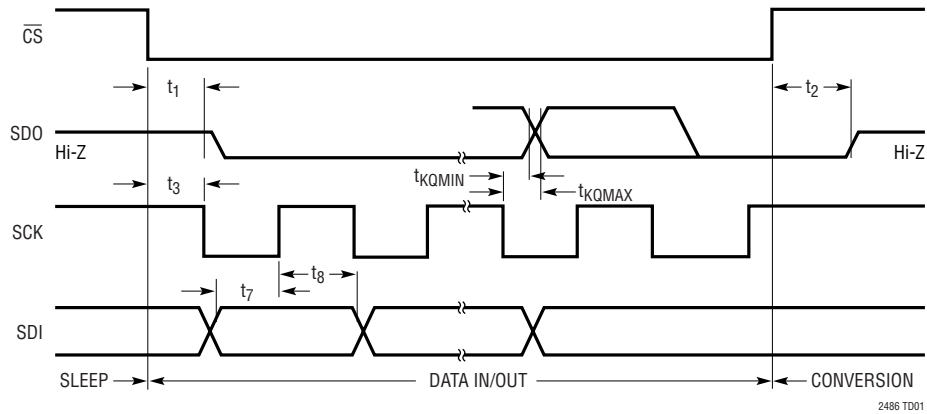 C̅S̅
t1
t2
SDO
Hi-Z
Hi-Z
tKQMIN
t3
tKQMAX
SCK
t8
t7
SDI
SLEEP
DATA IN/OUT
CONVERSION
2486 TD01